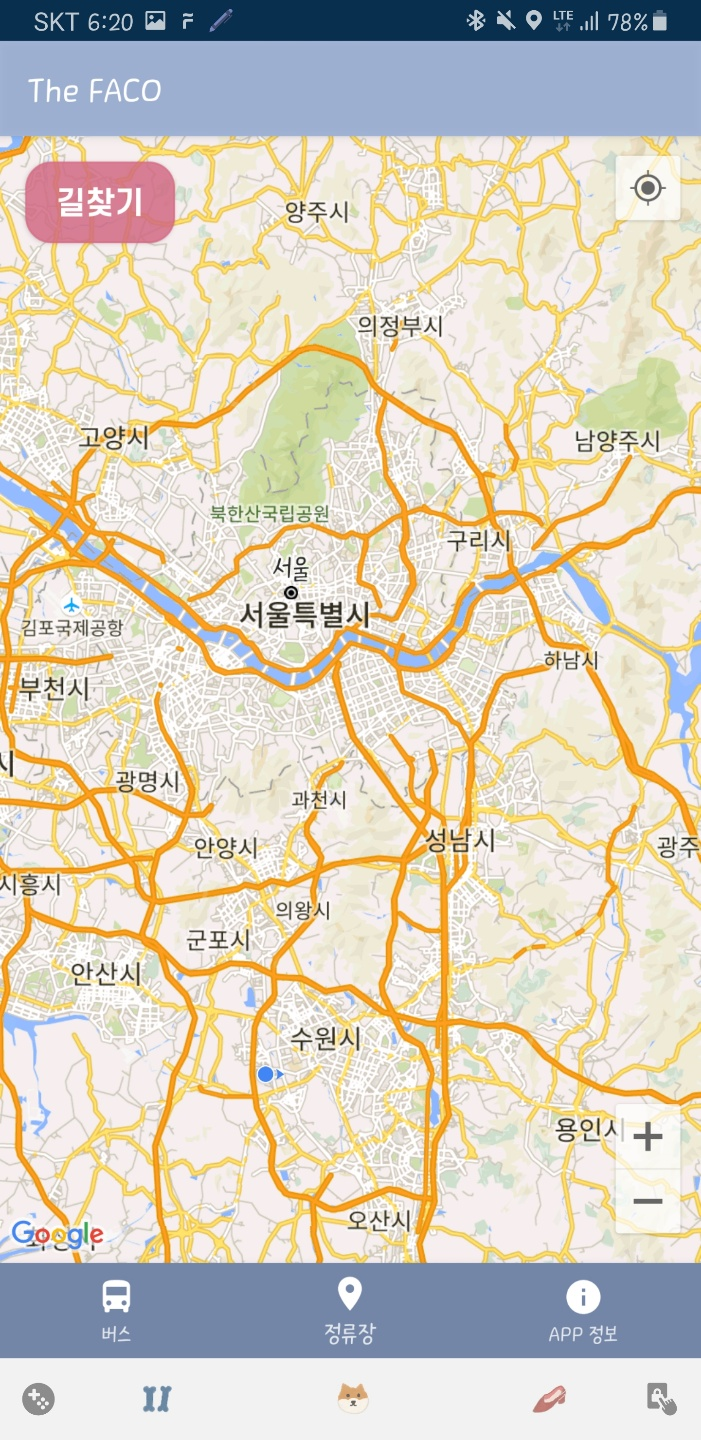 SKT 6:20 LTE 78%
The FACO
길찾기
양주시
의정부시
고양시
남양주시
북한산국립공원
구리시
서울
서울특별시
김포국제공항
하남시
부천시
광명시
과천시
안양시
성남시
광주
시흥시
의왕시
군포시
안산시
수원시
용인시
오산시
Google
버스
정류장
APP 정보